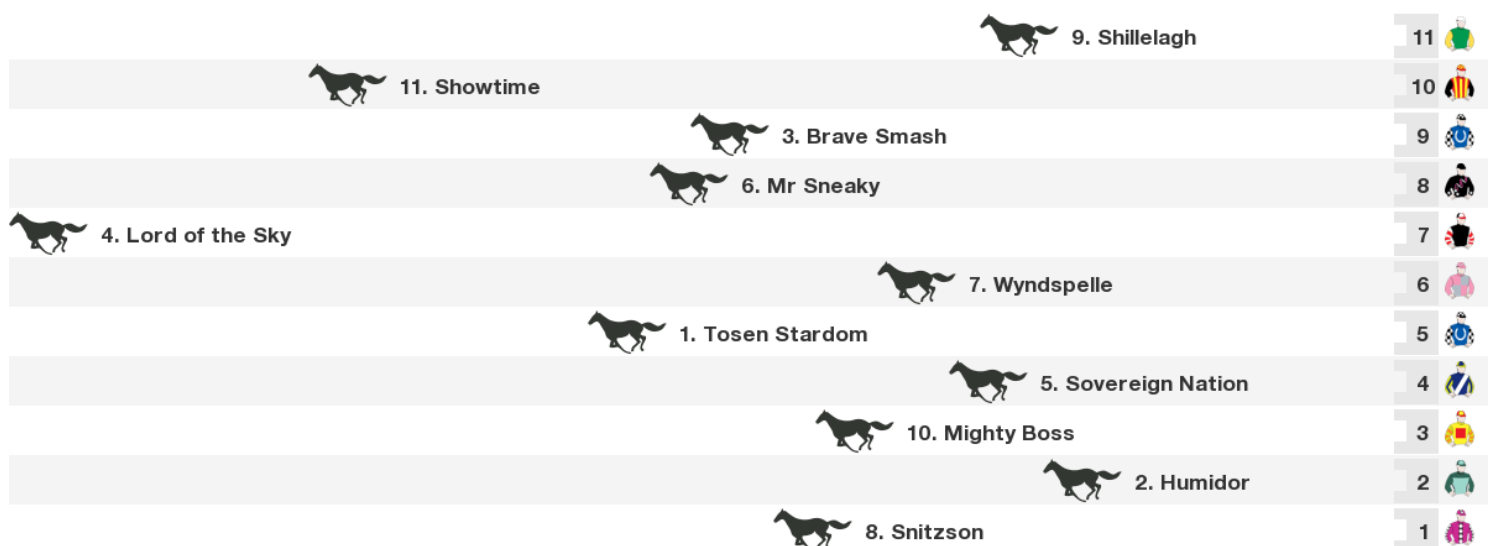 9. Shillelagh 11
11. Showtime 10
3. Brave Smash 9
6. Mr Sneaky 8
4. Lord of the Sky 7
7. Wyndspelle 6
1. Tosen Stardom 5
5. Sovereign Nation 4
10. Mighty Boss 3
2. Humidor 2
8. Snitzson 1